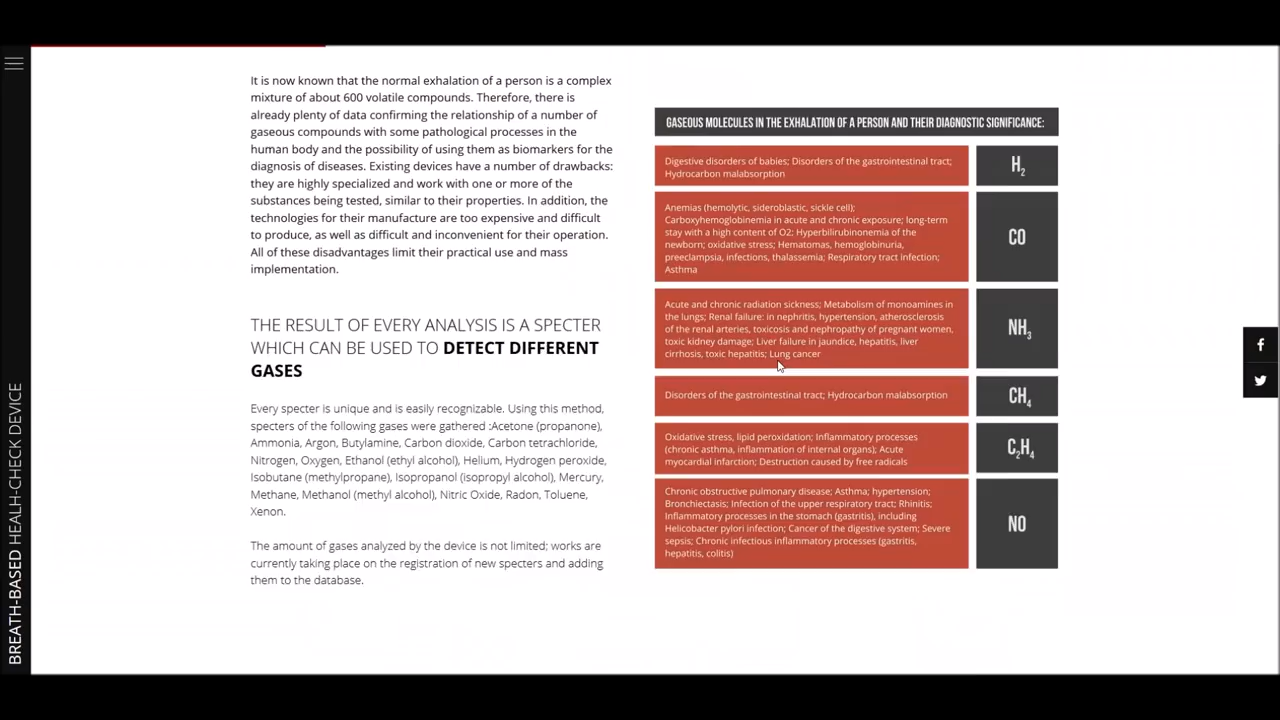 It is now known that the normal exhalation of a person is a complex
mixture of about 600 volatile compounds. Therefore, there is
already plenty of data confirming the relationship of a number of
gaseous compounds with some pathological processes in the
human body and the possibility of using them as biomarkers for the
diagnosis of diseases. Existing devices have a number of drawbacks:
they are highly specialized and work with one or more of the
substances being tested, similar to their properties. In addition, the
technologies for their manufacture are too expensive and difficult
to produce, as well as difficult and inconvenient for their operation.
All of these disadvantages limit their practical use and mass
implementation.
THE RESULT OF EVERY ANALYSIS IS A SPECTER
WHICH CAN BE USED TO DETECT DIFFERENT
GASES
Every specter is unique and is easily recognizable. Using this method,
specters of the following gases were gathered :Acetone (propanone),
Ammonia, Argon, Butylamine, Carbon dioxide, Carbon tetrachloride,
Nitrogen, Oxygen, Ethanol (ethyl alcohol), Helium, Hydrogen peroxide,
Isobutane (methylpropane), Isopropanol (isopropyl alcohol), Mercury,
Methane, Methanol (methyl alcohol), Nitric Oxide, Radon, Toluene,
Xenon.
The amount of gases analyzed by the device is not limited; works are
currently taking place on the registration of new specters and adding
them to the database.
GASEOUS MOLECULES IN THE EXHALATION OF A PERSON AND THEIR DIAGNOSTIC SIGNIFICANCE:
Digestive disorders of babies; Disorders of the gastrointestinal tract;
Hydrocarbon malabsorption
H2
Anemias (hemolytic, sideroblastic, sickle cell);
Carboxyhemoglobinemia in acute and chronic exposure; long-term
stay with a high content of O2; Hyperbilirubinonemia of the
newborn; oxidative stress; Hematomas, hemoglobinuria,
preeclampsia, infections, thalassemia; Respiratory tract infection;
Asthma
CO
Acute and chronic radiation sickness; Metabolism of monoamines in
the lungs; Renal failure: in nephritis, hypertension, atherosclerosis
of the renal arteries, toxicosis and nephropathy of pregnant women,
toxic kidney damage; Liver failure in jaundice, hepatitis, liver
cirrhosis, toxic hepatitis; Lung cancer
NH3
Disorders of the gastrointestinal tract; Hydrocarbon malabsorption
CH4
Oxidative stress, lipid peroxidation; Inflammatory processes
(chronic asthma, inflammation of internal organs); Acute
myocardial infarction; Destruction caused by free radicals
C2H4
Chronic obstructive pulmonary disease; Asthma; hypertension;
Bronchiectasis; Infection of the upper respiratory tract; Rhinitis;
Inflammatory processes in the stomach (gastritis), including
Helicobacter pylori infection; Cancer of the digestive system; Severe
sepsis; Chronic infectious inflammatory processes (gastritis,
hepatitis, colitis)
NO
BREATH-BASED HEALH-CHECK DEVICE